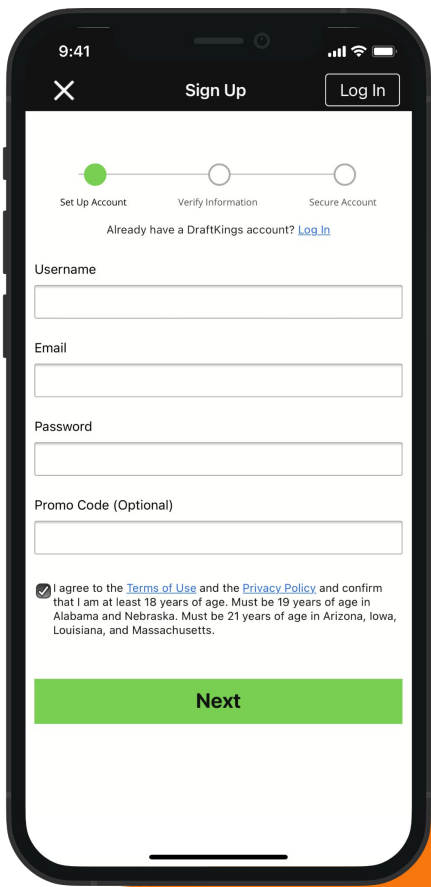 9:41
Sign Up
Log In
Set Up Account
Verify Information
Secure Account
Already have a DraftKings account? Log In
Username
Email
Password
Promo Code (Optional)
I agree to the Terms of Use and the Privacy Policy and confirm
that I am at least 18 years of age. Must be 19 years of age in
Alabama and Nebraska. Must be 21 years of age in Arizona, Iowa,
Louisiana, and Massachusetts.
Next